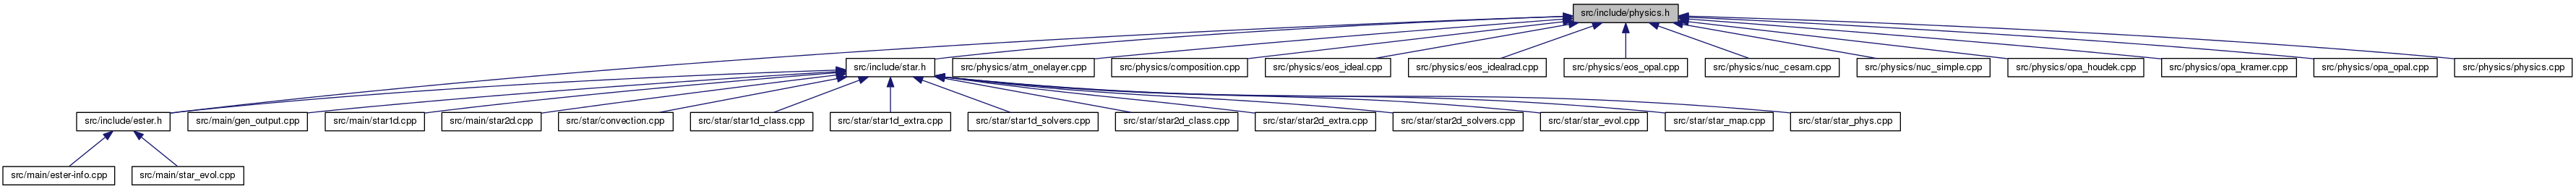 src/include/physics.h
src/include/star.h
src/physics/atm_onelayer.cpp
src/physics/composition.cpp
src/physics/eos_ideal.cpp
src/physics/eos_idealrad.cpp
src/physics/eos_opal.cpp
src/physics/nuc_cesam.cpp
src/physics/nuc_simple.cpp
src/physics/opa_houdek.cpp
src/physics/opa_kramer.cpp
src/physics/opa_opal.cpp
src/physics/physics.cpp
src/include/ester.h
src/main/gen_output.cpp
src/main/star1d.cpp
src/main/star2d.cpp
src/star/convection.cpp
src/star/star1d_class.cpp
src/star/star1d_extra.cpp
src/star/star1d_solvers.cpp
src/star/star2d_class.cpp
src/star/star2d_extra.cpp
src/star/star2d_solvers.cpp
src/star/star_evol.cpp
src/star/star_map.cpp
src/star/star_phys.cpp
src/main/ester-info.cpp
src/main/star_evol.cpp